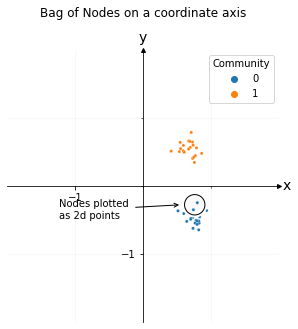 Bag of Nodes on a coordinate axis
y
Community
0
1
x
−1
Nodes plotted
as 2d points
−1